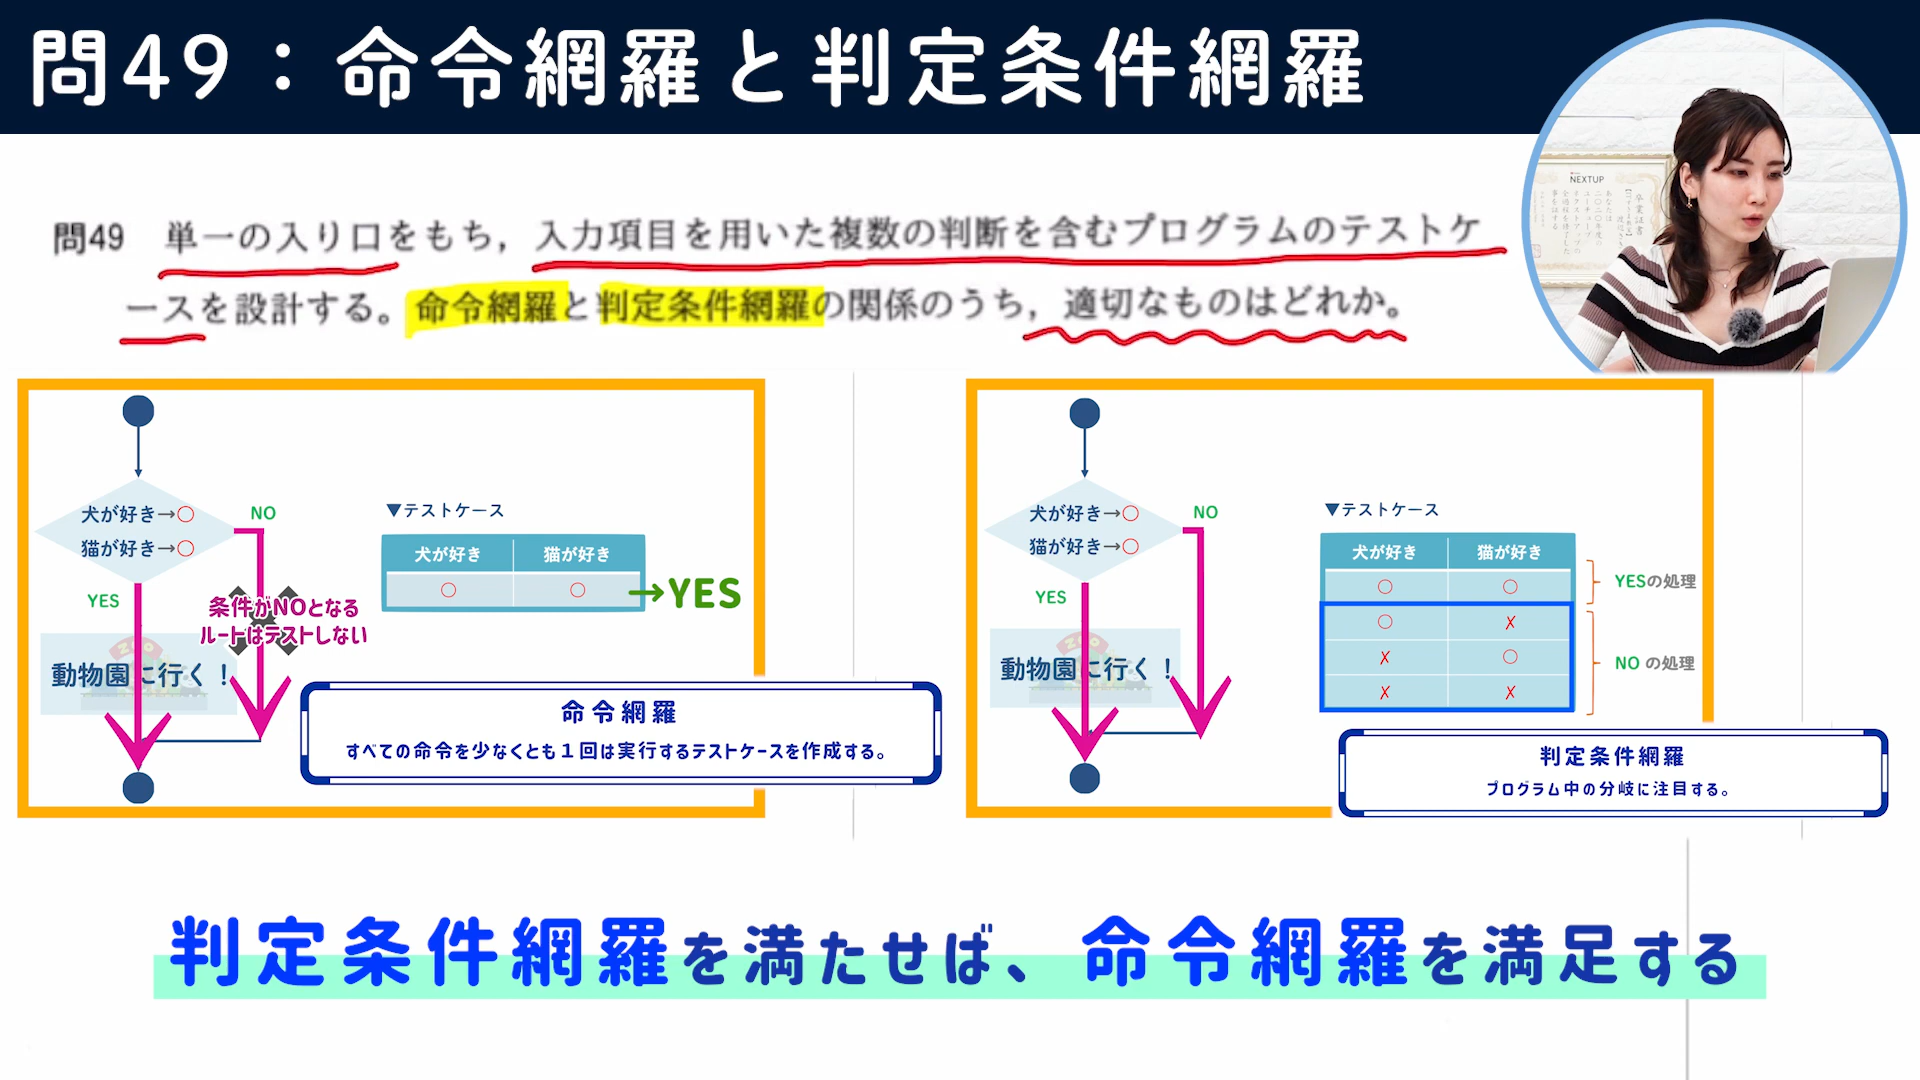 問49：命令網羅と判定条件網羅
NEXTUP
問49　単一の入り口をもち，入力項目を用いた複数の判断を含むプログラムのテストケ
ースを設計する。命令網羅と判定条件網羅の関係のうち，適切なものはどれか。
犬が好き→○
猫が好き→○
NO
YES
条件がNOとなる
ルートはテストしない
動物園に行く！
▼テストケース
犬が好き 猫が好き
○ ○
→YES
命令網羅
すべての命令を少なくとも１回は実行するテストケースを作成する。
犬が好き→○
猫が好き→○
NO
YES
動物園に行く！
▼テストケース
犬が好き 猫が好き
○ ○
○ ✗
✗ ○
✗ ✗
YESの処理
NO の処理
判定条件網羅
プログラム中の分岐に注目する。
判定条件網羅を満たせば、命令網羅を満足する